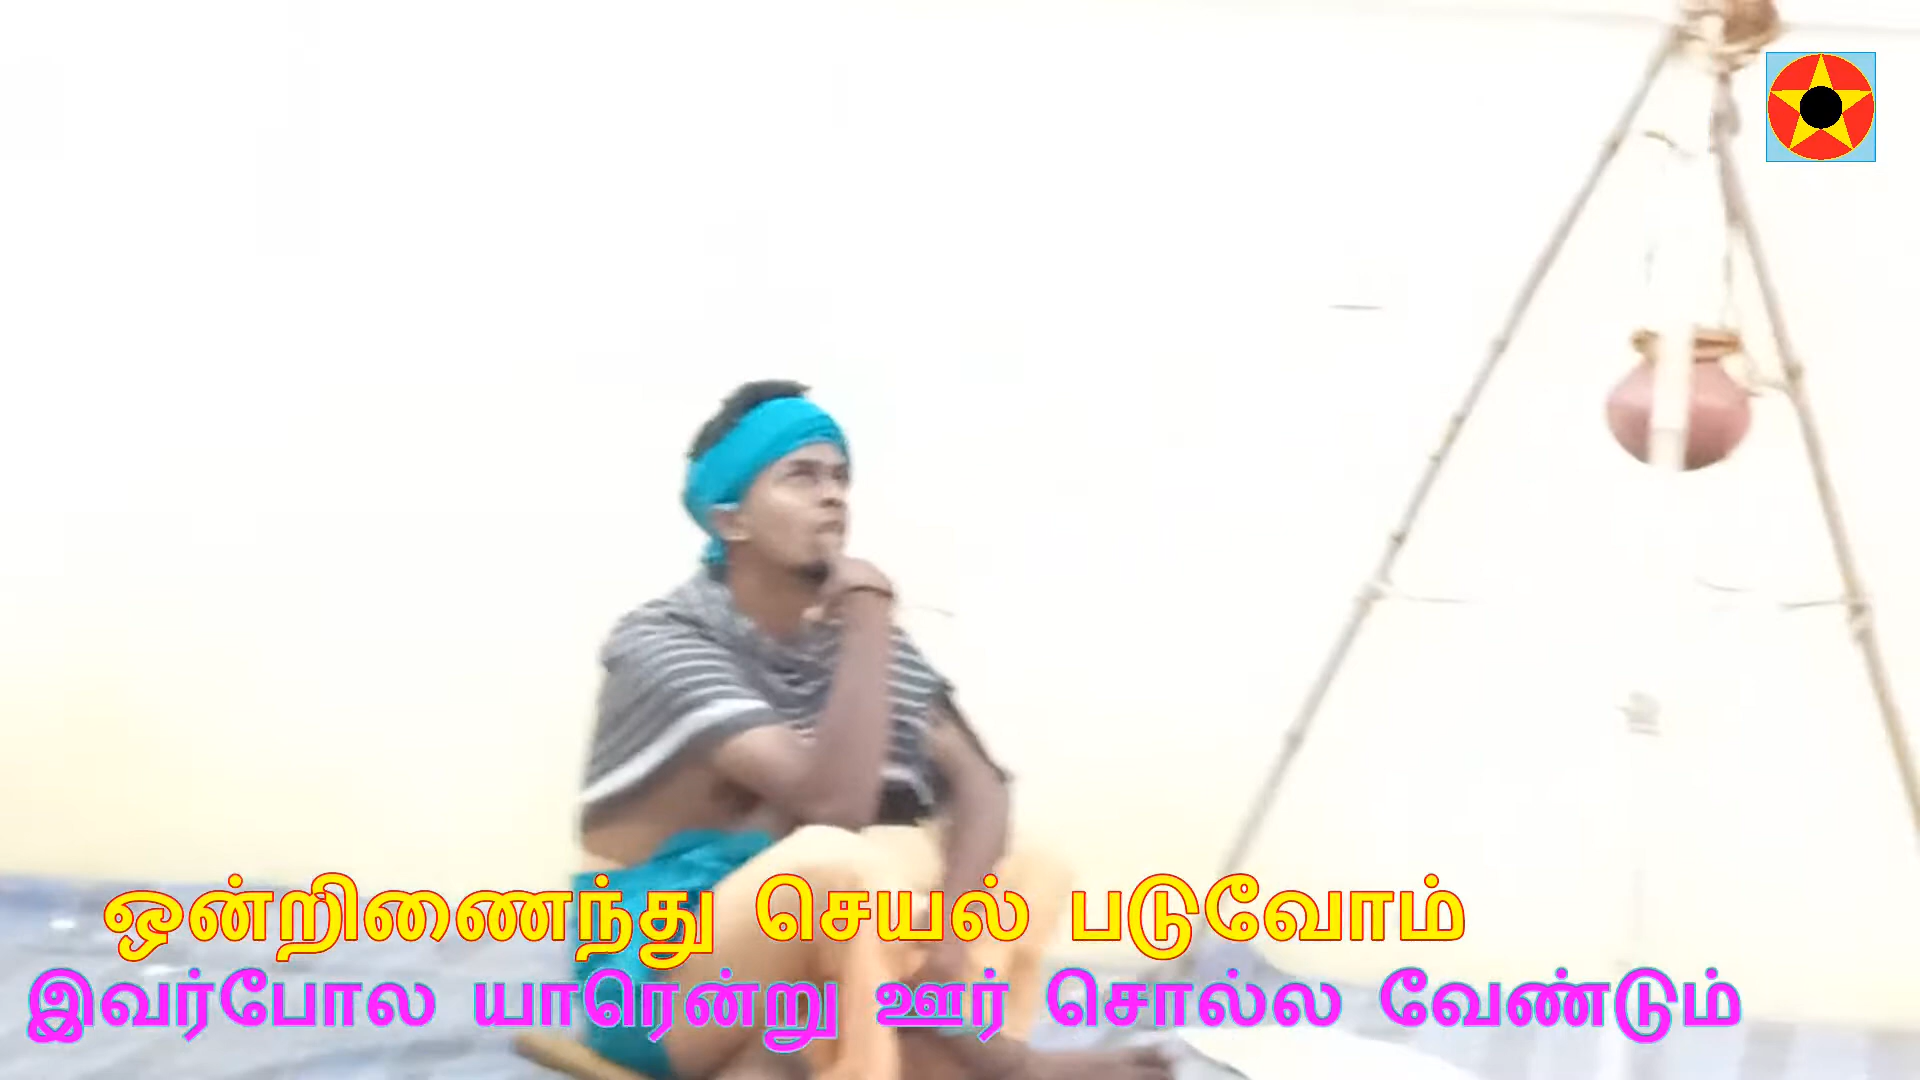 ஒன்றிணைந்து செயல் படுவோம்
இவர்போல யாரென்று ஊர் சொல்ல வேண்டும்